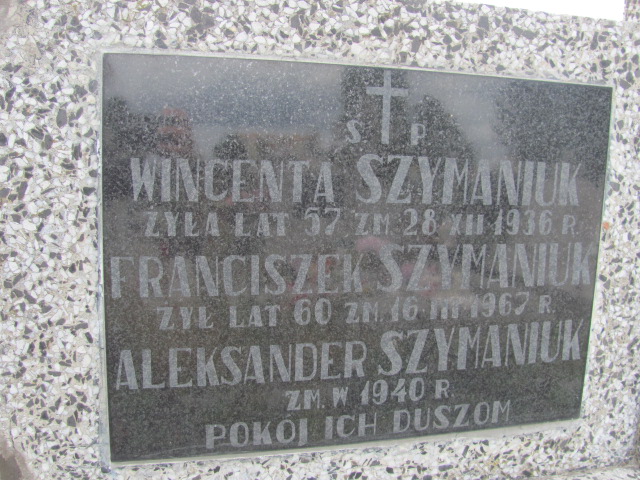 Ś P
WINCENTA SZYMANIUK
ŻYŁA LAT 57 ZM 28 XII 1936 R.
FRANCISZEK SZYMANIUK
ŻYŁ LAT 60 ZM 16 III 1967 R.
ALEKSANDER SZYMANIUK
ZM. W 1940 R.
POKÓJ ICH DUSZOM